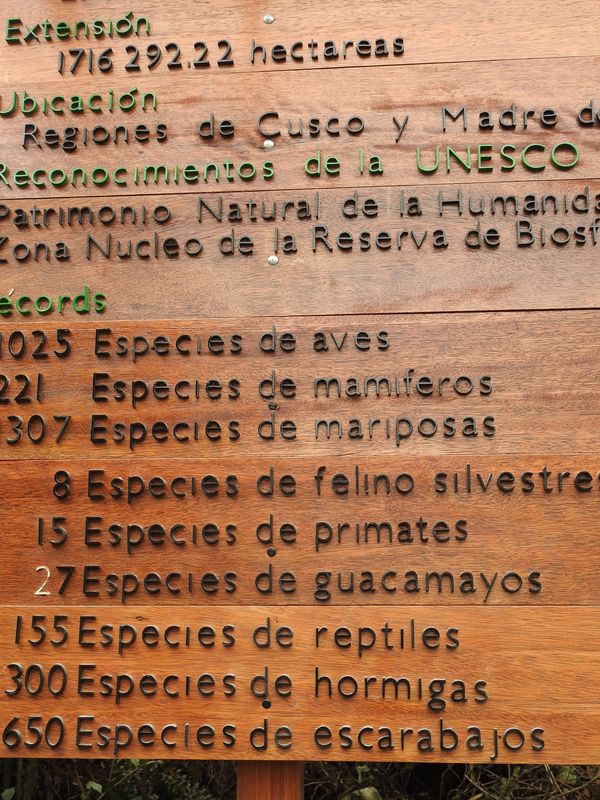 Extensión
1716 292.22 hectareas
Ubicación
Regiones de Cusco y Madre de
Reconocimientos de la UNESCO
Patrimonio Natural de la Humanida
Zona Nucleo de la Reserva de Biosf
écords
1025 Especies de aves
221 Especies de mamiferos
307 Especies de mariposas
8 Especies de felino silvestres
15 Especies de primates
27 Especies de guacamayos
155 Especies de reptiles
300 Especies de hormigas
650 Especies de escarabajos